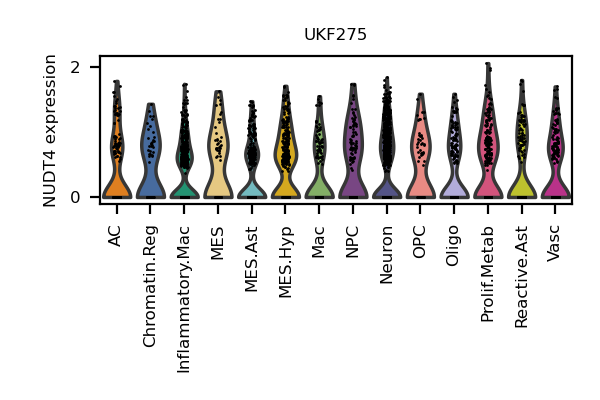 UKF275
NUDT4 expression
2
0
AC
Chromatin.Reg
Inflammatory.Mac
MES
MES.Ast
MES.Hyp
Mac
NPC
Neuron
OPC
Oligo
Prolif.Metab
Reactive.Ast
Vasc